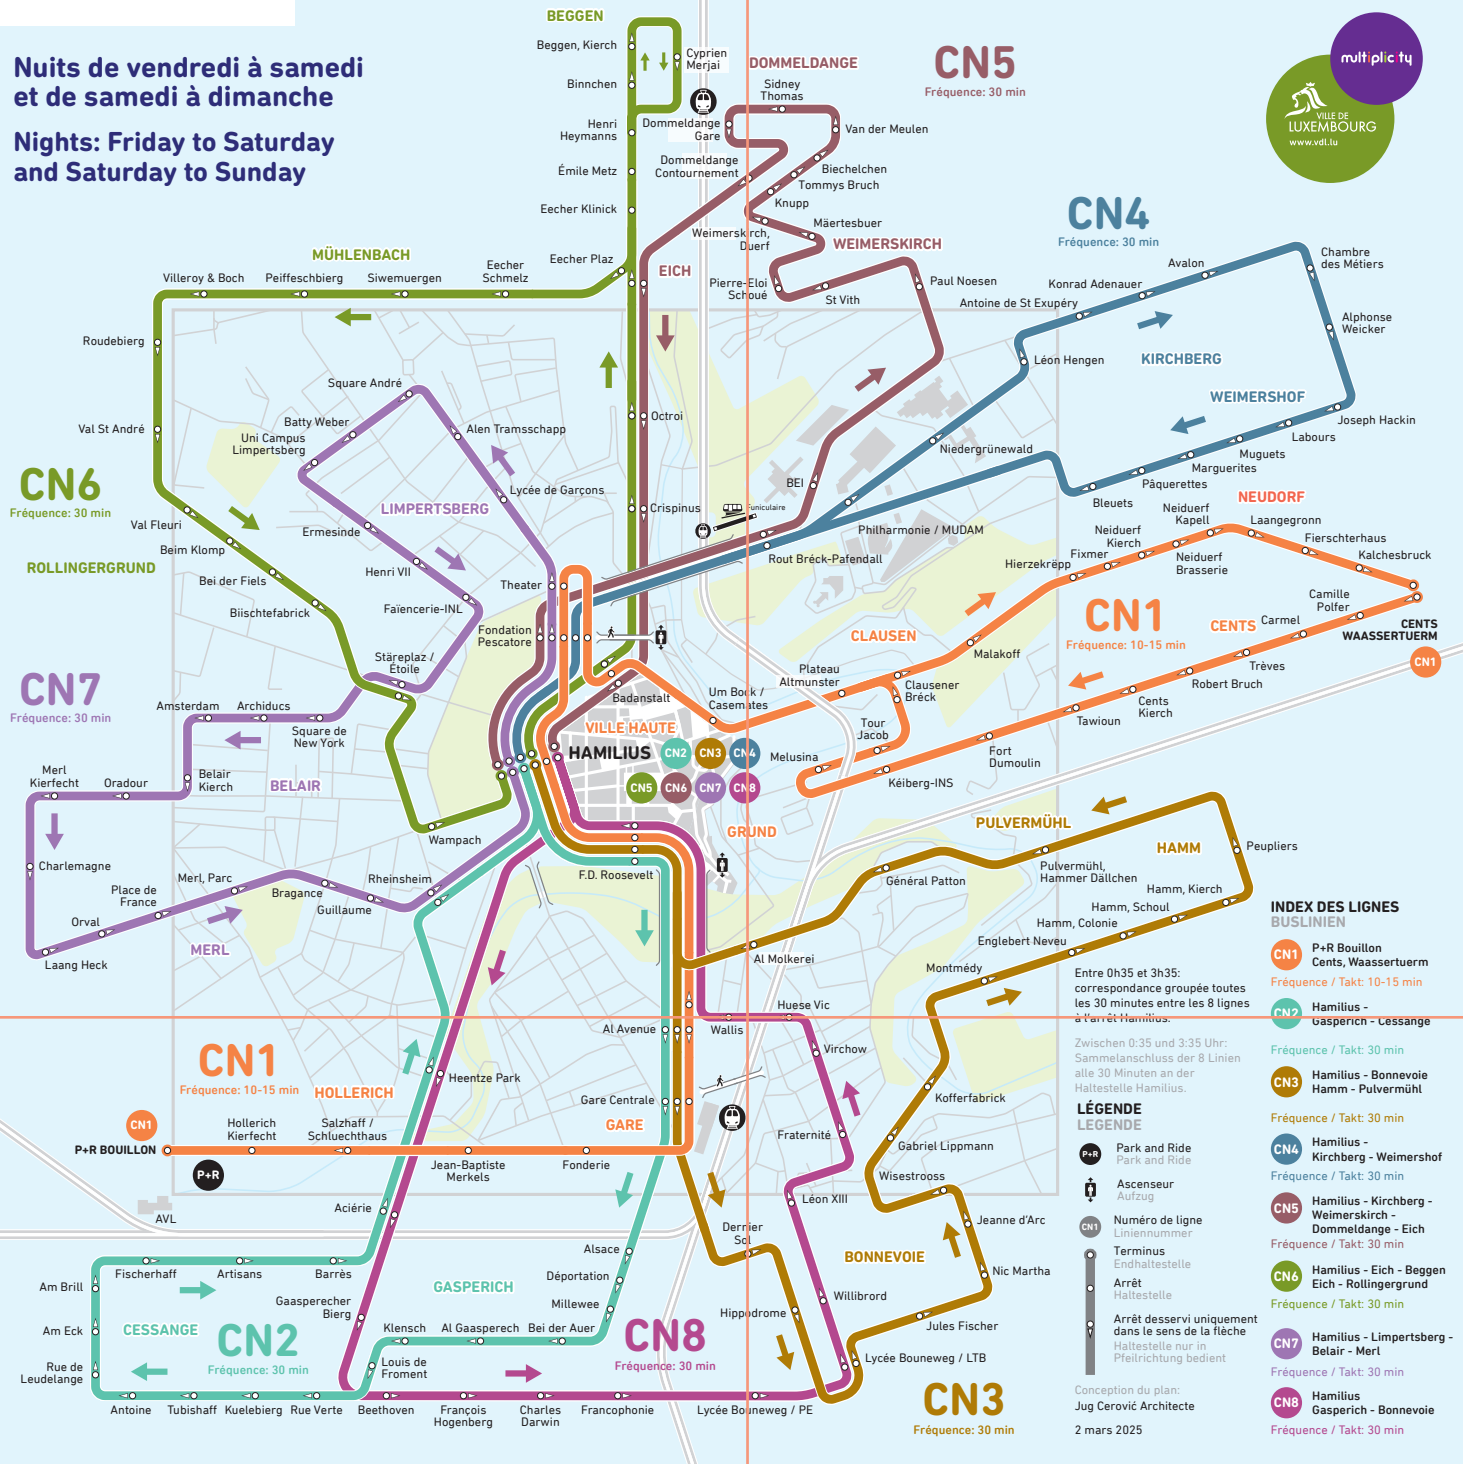 Nuits de vendredi à samedi
et de samedi à dimanche
Nights: Friday to Saturday
and Saturday to Sunday
multiplicity
VILLE DE
LUXEMBOURG
www.vdl.lu
BEGGEN
Beggen, Kierch
Cyprien
Merjai
Binnchen
Henri
Heymanns
Émile Metz
Eecher Klinick
Eecher Plaz
DOMMELDANGE
Sidney
Thomas
Dommeldange
Gare
Van der Meulen
Dommeldange
Contournement
Biechelchen
Tommys Bruch
Knupp
Mäertesbuer
Weimerskirch,
Duerf
WEIMERSKIRCH
Pierre-Eloi
Schoué
St Vith
Paul Noesen
CN5
Fréquence: 30 min
CN4
Fréquence: 30 min
Avalon
Chambre
des Métiers
Konrad Adenauer
Antoine de St Exupéry
Alphonse
Weicker
Léon Hengen
KIRCHBERG
WEIMERSHOF
Joseph Hackin
Labours
Muguets
Marguerites
Pâquerettes
Bleuets
Niedergrünewald
Philharmonie / MUDAM
BEI
Funiculaire
Rout Bréck-Pafendall
MÜHLENBACH
Villeroy & Boch
Peiffeschbierg
Siwemuergen
Eecher
Schmelz
EICH
Roudebierg
Val St André
CN6
Fréquence: 30 min
Val Fleuri
Beim Klomp
ROLLINGERGRUND
Bei der Fiels
Biischtefabrick
Square André
Batty Weber
Uni Campus
Limpertsberg
Alen Tramsschapp
Lycée de Garçons
LIMPERTSBERG
Ermesinde
Henri VII
Faïencerie-INL
Octroi
Crispinus
Theater
Fondation
Pescatore
Stäreplaz /
Étoile
CN7
Fréquence: 30 min
Amsterdam
Archiducs
Square de
New York
Merl
Kierfecht
Oradour
Belair
Kierch
BELAIR
Wampach
Charlemagne
Place de
France
Merl, Parc
Bragance
Guillaume
Rheinsheim
Orval
Laang Heck
MERL
Badanstalt
VILLE HAUTE
HAMILIUS
CN2
CN3
CN4
CN5
CN6
CN7
CN8
Um Bock /
Casemates
Plateau
Altmunster
CLAUSEN
Clausener
Bréck
Tour
Jacob
Melusina
Malakoff
Hierzekrëpp
Fixmer
Neiduerf
Kierch
Neiduerf
Kapell
Neiduerf
Brasserie
NEUDORF
Laangegronn
Fierschterhaus
Kalchesbruck
Camille
Polfer
CENTS
WAASSERTUERM
CN1
CN1
Fréquence: 10-15 min
CENTS
Carmel
Trèves
Robert Bruch
Cents
Kierch
Tawioun
Fort
Dumoulin
Kéiberg-INS
GRUND
F.D. Roosevelt
PULVERMÜHL
HAMM
Pulvermühl,
Hammer Dällchen
Peupliers
Général Patton
Hamm, Kierch
Hamm, Schoul
Hamm, Colonie
Englebert Neveu
Montmédy
Al Molkerei
Huese Vic
Wallis
Al Avenue
Virchow
Gare Centrale
GARE
Fraternité
Kofferfabrick
Gabriel Lippmann
Wisestrooss
Léon XIII
Jeanne d'Arc
BONNEVOIE
Nic Martha
Derrier
Sol
Hippodrome
Willibrord
Jules Fischer
Lycée Bouneweg / LTB
CN3
Fréquence: 30 min
CN1
Fréquence: 10-15 min
HOLLERICH
CN1
P+R BOUILLON
P+R
Hollerich
Kierfecht
Salzhaff /
Schluechthaus
Heentze Park
Jean-Baptiste
Merkels
Fonderie
AVL
Aciérie
Fischerhaff
Artisans
Barrès
Am Brill
Am Eck
Rue de
Leudelange
CESSANGE
CN2
Fréquence: 30 min
Gaasperecher
Bierg
GASPERICH
Alsace
Déportation
Millewee
Klensch
Al Gaasperech
Bei der Auer
Louis de
Froment
CN8
Fréquence: 30 min
Antoine
Tubishaff
Kuelebierg
Rue Verte
Beethoven
François
Hogenberg
Charles
Darwin
Francophonie
Lycée Bouneweg / PE
Entre 0h35 et 3h35:
correspondance groupée toutes
les 30 minutes entre les 8 lignes
à l'arrêt Hamilius.
Zwischen 0:35 und 3:35 Uhr:
Sammelanschluss der 8 Linien
alle 30 Minuten an der
Haltestelle Hamilius.
LÉGENDE
LEGENDE
P+R
Park and Ride
Park and Ride
Ascenseur
Aufzug
CN1
Numéro de ligne
Liniennummer
Terminus
Endhaltestelle
Arrêt
Haltestelle
Arrêt desservi uniquement
dans le sens de la flèche
Haltestelle nur in
Pfeilrichtung bedient
Conception du plan:
Jug Cerović Architecte
2 mars 2025
INDEX DES LIGNES
BUSLINIEN
CN1
P+R Bouillon
Cents, Waassertuerm
Fréquence / Takt: 10-15 min
CN2
Hamilius -
Gasperich - Cessange
Fréquence / Takt: 30 min
CN3
Hamilius - Bonnevoie
Hamm - Pulvermühl
Fréquence / Takt: 30 min
CN4
Hamilius -
Kirchberg - Weimershof
Fréquence / Takt: 30 min
CN5
Hamilius - Kirchberg -
Weimerskirch -
Dommeldange - Eich
Fréquence / Takt: 30 min
CN6
Hamilius - Eich - Beggen
Eich - Rollingergrund
Fréquence / Takt: 30 min
CN7
Hamilius - Limpertsberg -
Belair - Merl
Fréquence / Takt: 30 min
CN8
Hamilius
Gasperich - Bonnevoie
Fréquence / Takt: 30 min